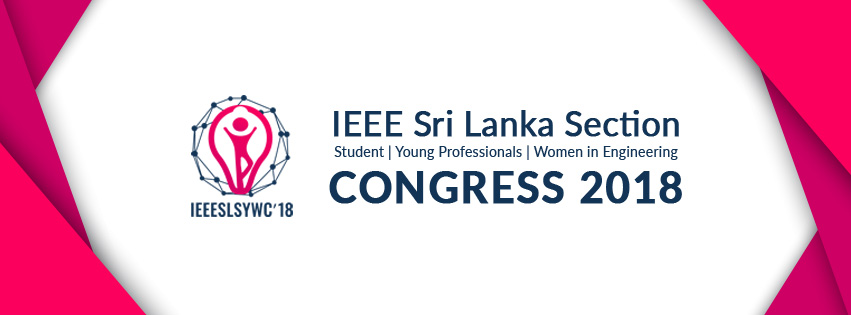 IEEE Sri Lanka Section
Student | Young Professionals | Women in Engineering
CONGRESS 2018
IEEESLSYWC'18